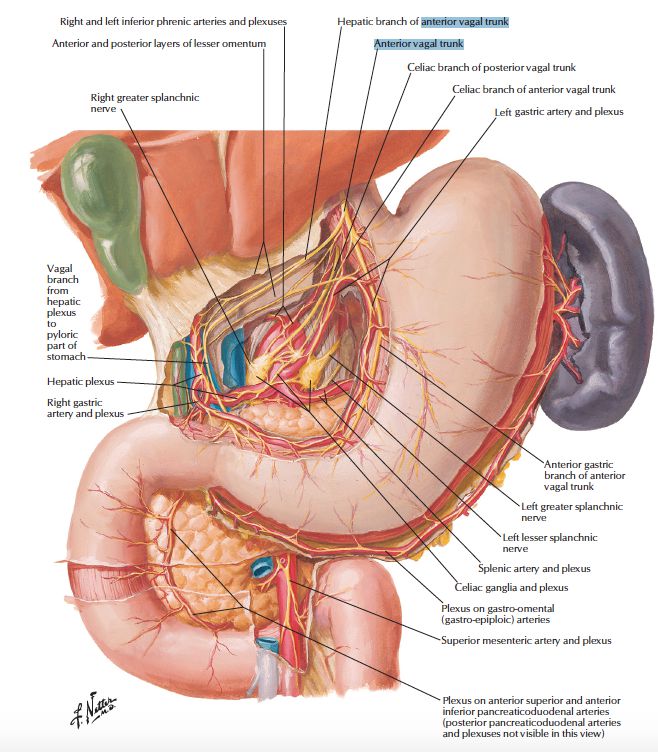 Right and left inferior phrenic arteries and plexuses
Anterior and posterior layers of lesser omentum
Right greater splanchnic
nerve
Hepatic branch of anterior vagal trunk
Anterior vagal trunk
Celiac branch of posterior vagal trunk
Celiac branch of anterior vagal trunk
Left gastric artery and plexus
Vagal
branch
from
hepatic
plexus
to
pyloric
part of
stomach
Hepatic plexus
Right gastric
artery and plexus
Anterior gastric
branch of anterior
vagal trunk
Left greater splanchnic
nerve
Left lesser splanchnic
nerve
Splenic artery and plexus
Celiac ganglia and plexus
Plexus on gastro-omental
(gastro-epiploic) arteries
Superior mesenteric artery and plexus
Plexus on anterior superior and anterior
inferior pancreaticoduodenal arteries
(posterior pancreaticoduodenal arteries
and plexuses not visible in this view)
F. Netter
M.D.